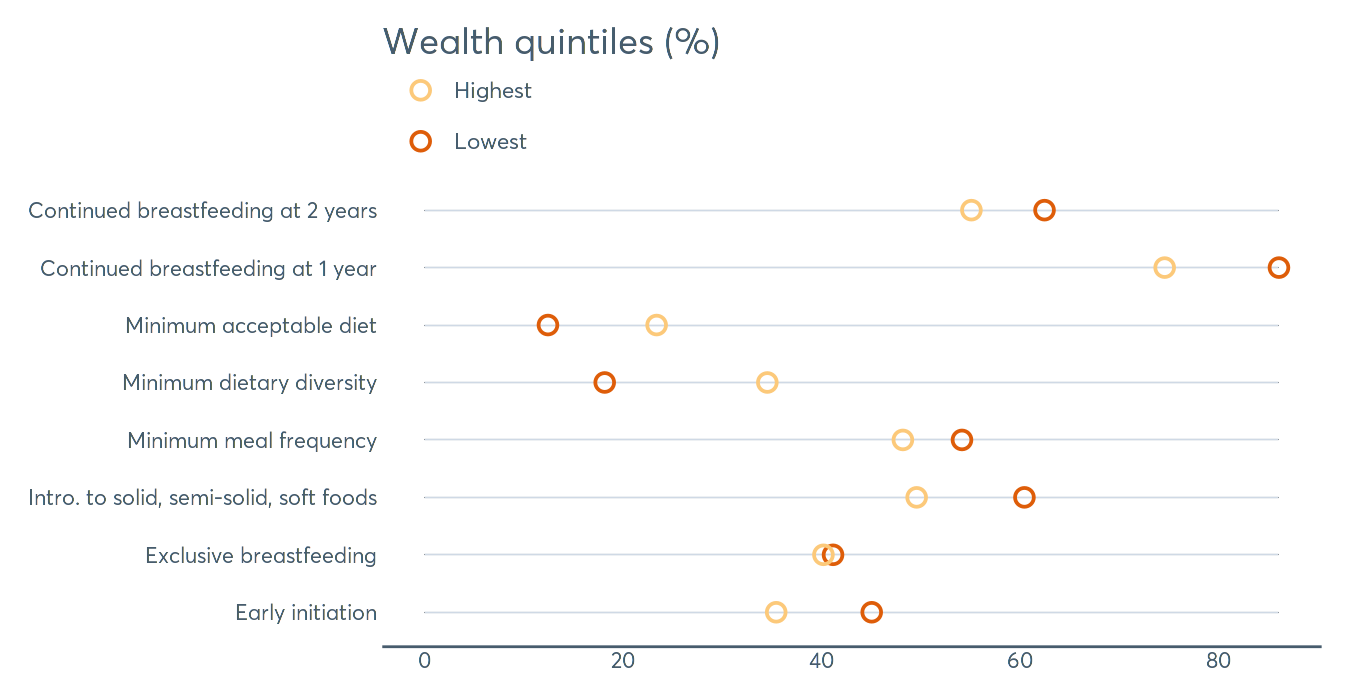 Wealth quintiles (%)
Highest
Lowest
Continued breastfeeding at 2 years
Continued breastfeeding at 1 year
Minimum acceptable diet
Minimum dietary diversity
Minimum meal frequency
Intro. to solid, semi-solid, soft foods
Exclusive breastfeeding
Early initiation
0 20 40 60 80